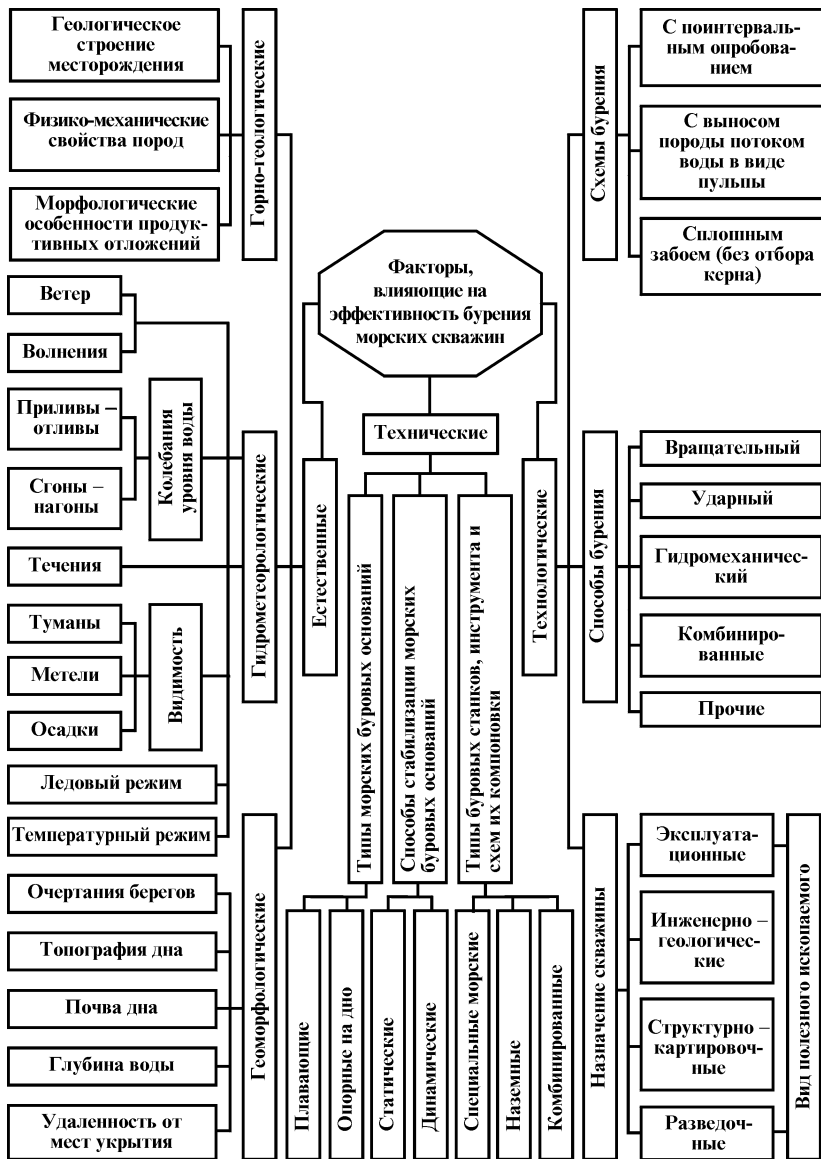 Факторы,
влияющие на
эффективность бурения
морских скважин
Естественные
Горно-геологические
Геологическое
строение
месторождения
Физико-механические
свойства пород
Морфологические
особенности продук-
тивных отложений
Гидрометеорологические
Ветер
Волнения
Колебания
уровня воды
Приливы –
отливы
Сгоны –
нагоны
Течения
Видимость
Туманы
Метели
Осадки
Ледовый режим
Температурный режим
Геоморфологические
Очертания берегов
Топография дна
Почва дна
Глубина воды
Удаленность от
мест укрытия
Технические
Типы морских буровых оснований
Плавающие
Опорные на дно
Способы стабилизации морских
буровых оснований
Статические
Динамические
Типы буровых станков, инструмента и
схем их компоновки
Специальные морские
Наземные
Комбинированные
Технологические
Схемы бурения
С поинтерваль-
ным опробова-
нием
С выносом
породы потоком
воды в виде
пульпы
Сплошным
забоем (без отбора
керна)
Способы бурения
Вращательный
Ударный
Гидромеханичес-
кий
Комбиниро-
ванные
Прочие
Назначение скважины
Эксплуата-
ционные
Инженерно –
геологичес-
кие
Структурно –
картировоч-
ные
Разведоч-
ные
Вид полезного ископаемого